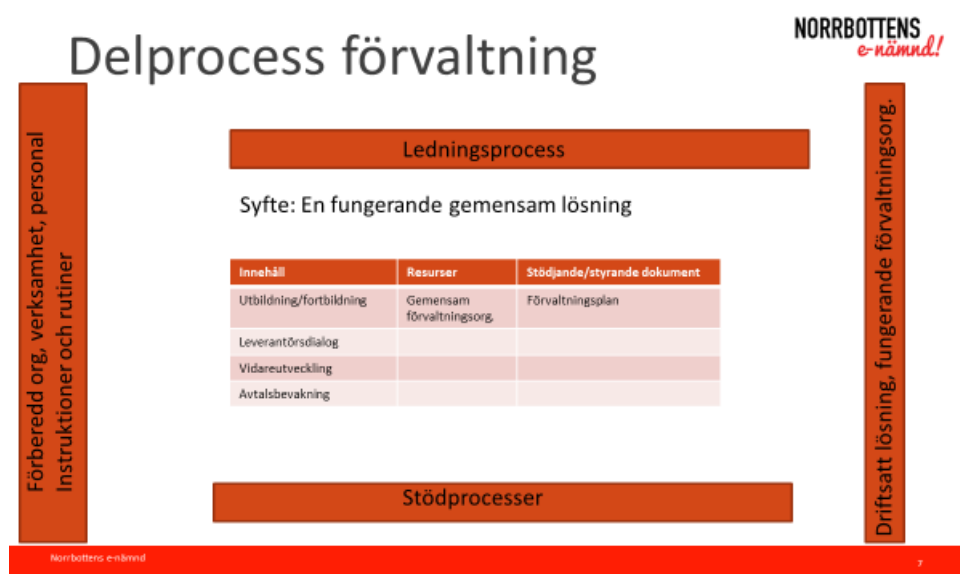 Delprocess förvaltning
NORRBOTTENS
e-nämnd!
Förberedd org, verksamhet, personal
Instruktioner och rutiner
Ledningsprocess
Syfte: En fungerande gemensam lösning
Innehåll Resurser Stödjande/styrande dokument
Utbildning/fortbildning Gemensam Förvaltningsplan
förvaltningsorg.
Leverantörsdialog
Vidareutveckling
Avtalsbevakning
Stödprocesser
Driftsatt lösning, fungerande förvaltningsorg.
Norrbottens e-nämnd
7